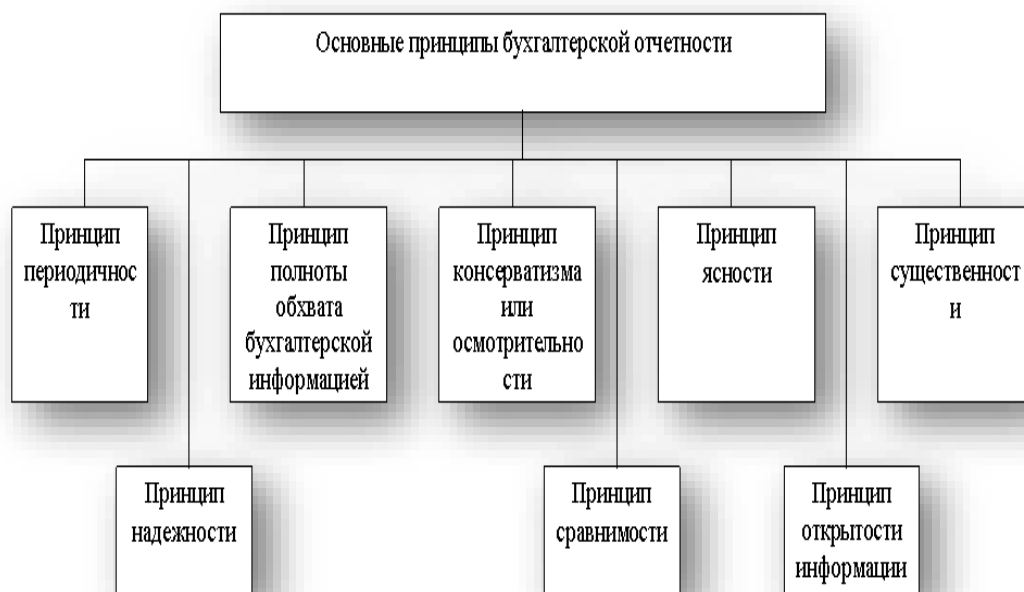 Основные принципы бухгалтерской отчетности
Принцип
периодичнос
ти
Принцип
полноты
обхвата
бухгалтерской
информацией
Принцип
консерватизма
или
осмотрительно
сти
Принцип
ясности
Принцип
существенност
и
Принцип
надежности
Принцип
сравнимости
Принцип
открытости
информации